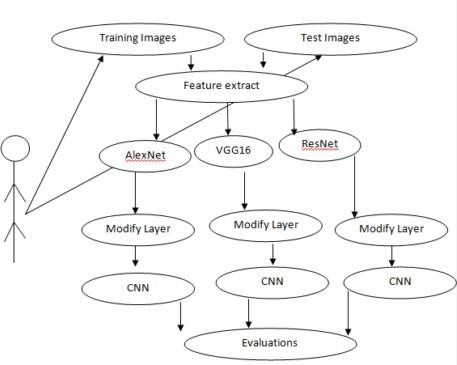 Training Images
Test Images
Feature extract
AlexNet
VGG16
ResNet
Modify Layer
Modify Layer
Modify Layer
CNN
CNN
CNN
Evaluations